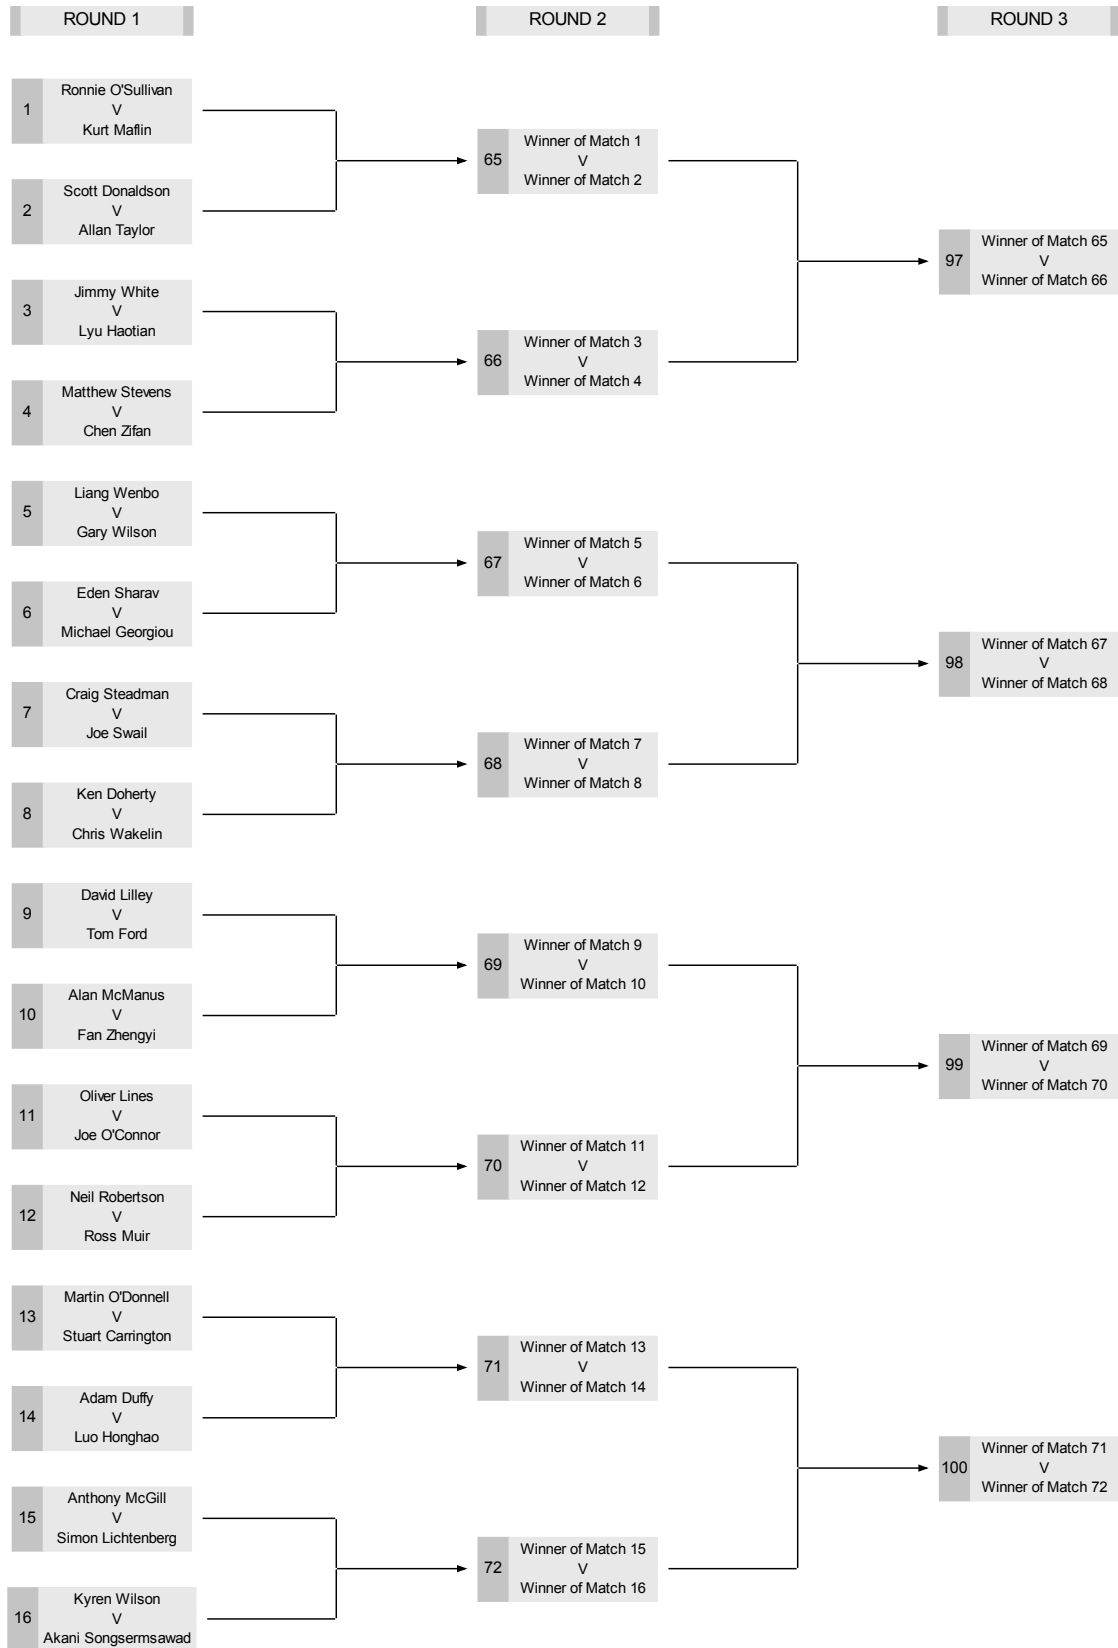 ROUND 1
ROUND 2
ROUND 3
1
Ronnie O'Sullivan
V
Kurt Maflin
2
Scott Donaldson
V
Allan Taylor
3
Jimmy White
V
Lyu Haotian
4
Matthew Stevens
V
Chen Zifan
5
Liang Wenbo
V
Gary Wilson
6
Eden Sharav
V
Michael Georgiou
7
Craig Steadman
V
Joe Swail
8
Ken Doherty
V
Chris Wakelin
9
David Lilley
V
Tom Ford
10
Alan McManus
V
Fan Zhengyi
11
Oliver Lines
V
Joe O'Connor
12
Neil Robertson
V
Ross Muir
13
Martin O'Donnell
V
Stuart Carrington
14
Adam Duffy
V
Luo Honghao
15
Anthony McGill
V
Simon Lichtenberg
16
Kyren Wilson
V
Akani Songsermsawad
65
Winner of Match 1
V
Winner of Match 2
66
Winner of Match 3
V
Winner of Match 4
67
Winner of Match 5
V
Winner of Match 6
68
Winner of Match 7
V
Winner of Match 8
69
Winner of Match 9
V
Winner of Match 10
70
Winner of Match 11
V
Winner of Match 12
71
Winner of Match 13
V
Winner of Match 14
72
Winner of Match 15
V
Winner of Match 16
97
Winner of Match 65
V
Winner of Match 66
98
Winner of Match 67
V
Winner of Match 68
99
Winner of Match 69
V
Winner of Match 70
100
Winner of Match 71
V
Winner of Match 72